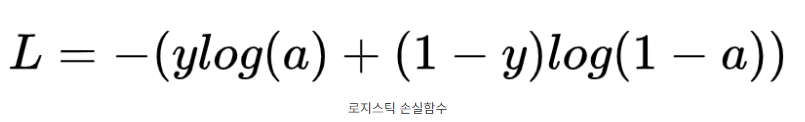 L = −(ylog(a) + (1 − y)log(1 − a))
로지스틱 손실함수